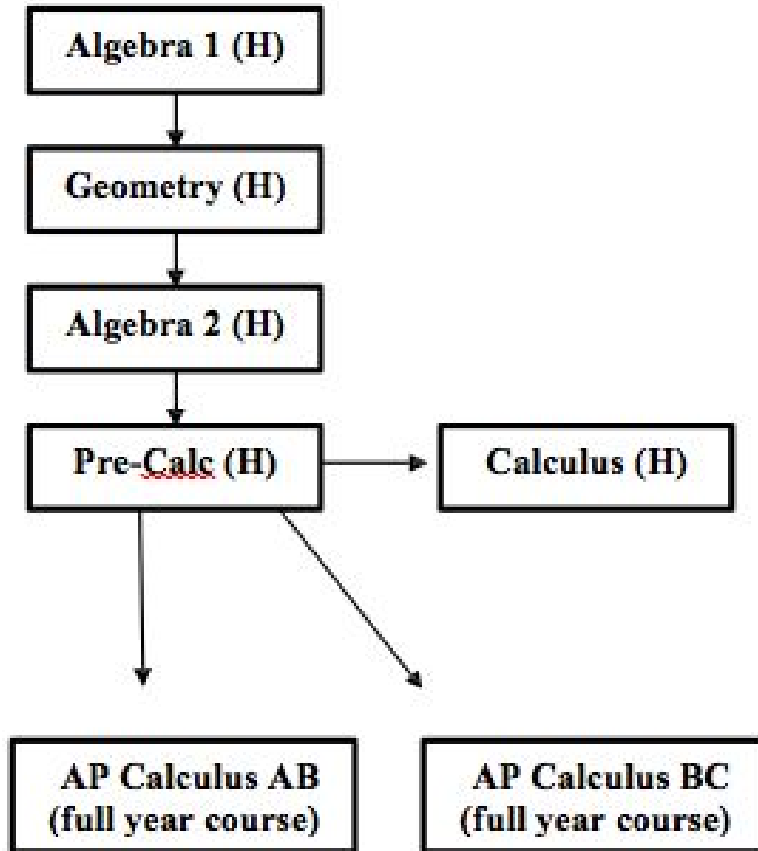 Algebra 1 (H)
Geometry (H)
Algebra 2 (H)
Pre-Calc (H)
Calculus (H)
AP Calculus AB
(full year course)
AP Calculus BC
(full year course)